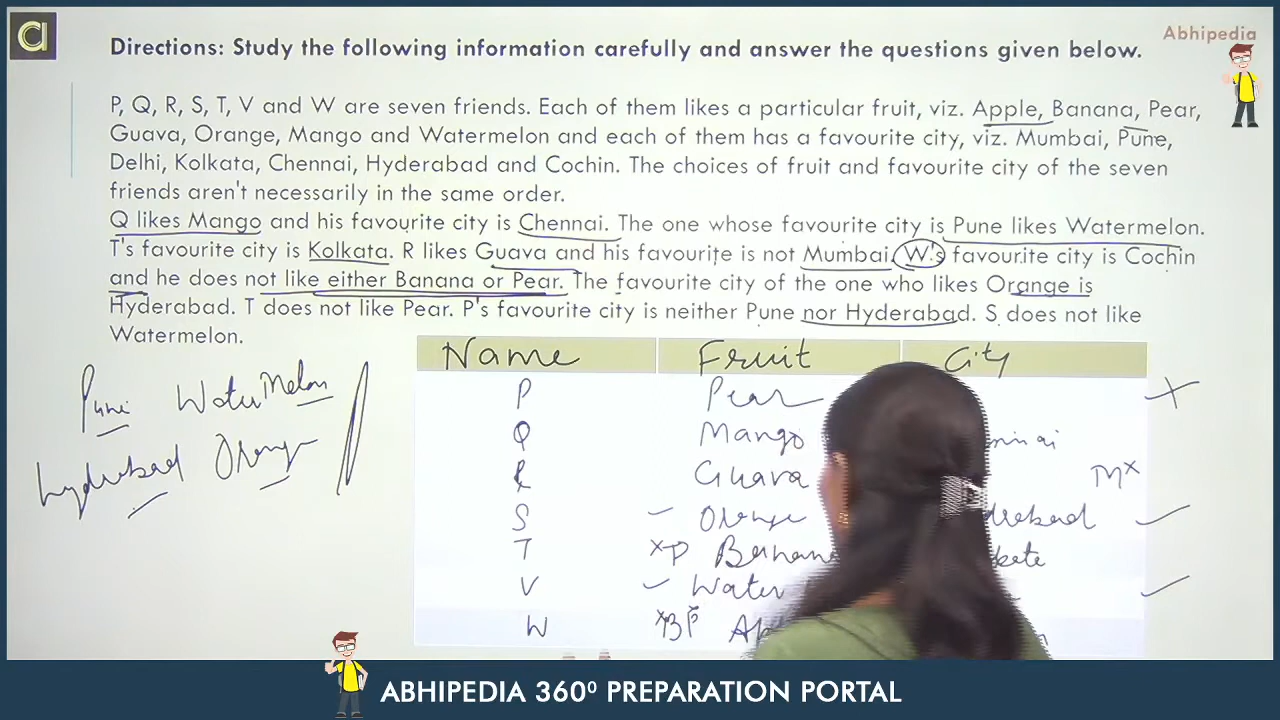 Abhipedia
Directions: Study the following information carefully and answer the questions given below.
P, Q, R, S, T, V and W are seven friends. Each of them likes a particular fruit, viz. Apple, Banana, Pear,
Guava, Orange, Mango and Watermelon and each of them has a favourite city, viz. Mumbai, Pune,
Delhi, Kolkata, Chennai, Hyderabad and Cochin. The choices of fruit and favourite city of the seven
friends aren't necessarily in the same order.
Q likes Mango and his favourite city is Chennai. The one whose favourite city is Pune likes Watermelon.
T's favourite city is Kolkata. R likes Guava and his favourite is not Mumbai. W's favourite city is Cochin
and he does not like either Banana or Pear. The favourite city of the one who likes Orange is
Hyderabad. T does not like Pear. P's favourite city is neither Pune nor Hyderabad. S does not like
Watermelon.
Name Fruit City
P Pear
Q Mango
R Guava M
S Orange
T P
V Water
W B P
Pune WaterMelon
Hyderabad Orange
ABHIPEDIA 360⁰ PREPARATION PORTAL